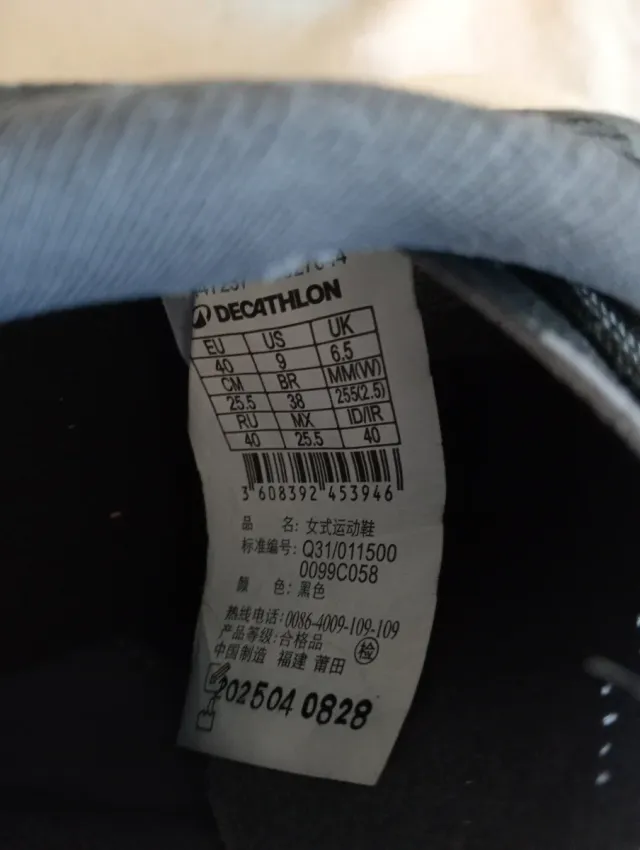 DECATHLON
EU US UK
40 9 6.5
CM BR MM(W)
25.5 38 255(2.5)
RU MX ID/IR
40 25.5 40
3 608392 453946
品 名: 女式运动鞋
标准编号: Q31/011500
0099C058
颜 色: 黑色
热线电话: 0086-4009-109-109
产品等级: 合格品 检
中国制造 福建 莆田
202504 0828